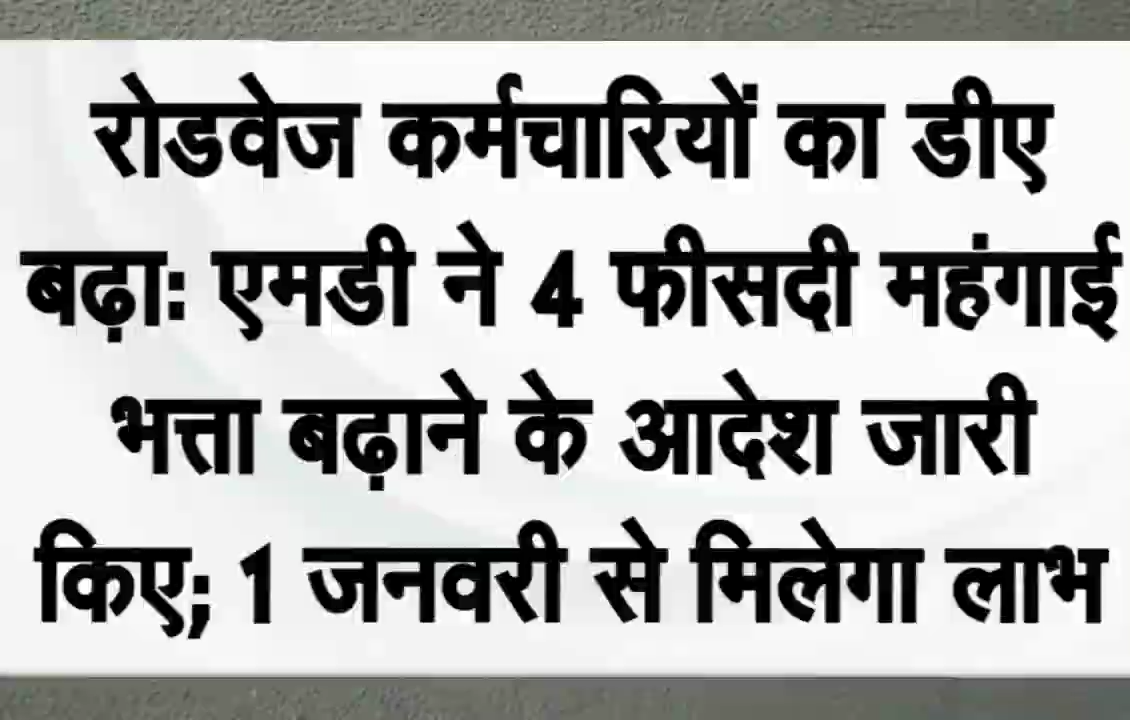 रोडवेज कर्मचारियों का डीए
बढ़ाः एमडी ने 4 फीसदी महंगाई
भत्ता बढ़ाने के आदेश जारी
किए; 1 जनवरी से मिलेगा लाभ